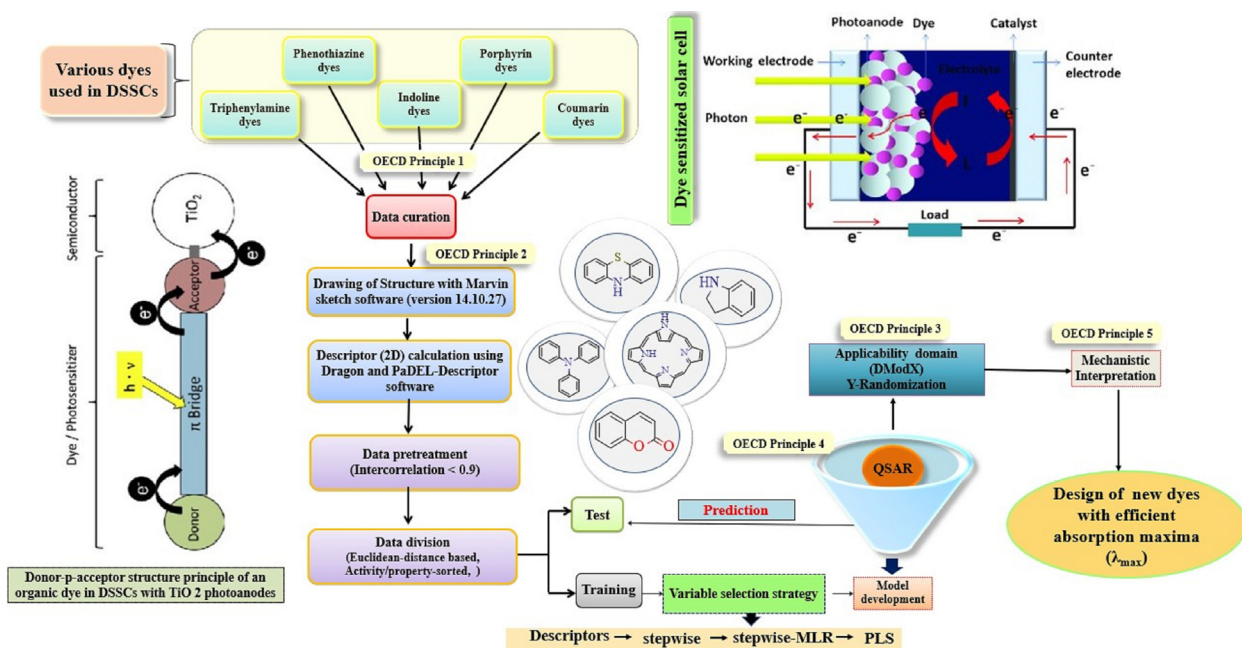 Various dyes
used in DSSCs
Phenothiazine
dyes
Porphyrin
dyes
Triphenylamine
dyes
Indoline
dyes
Coumarin
dyes
OECD Principle 1
Data curation
OECD Principle 2
Drawing of Structure with Marvin
sketch software (version 14.10.27)
Descriptor (2D) calculation using
Dragon and PaDEL-Descriptor
software
Data pretreatment
(Intercorrelation < 0.9)
Data division
(Euclidean-distance based,
Activity/property-sorted, )
Test
Prediction
Training
Variable selection strategy
Model
development
Descriptors → stepwise → stepwise-MLR → PLS
Semiconductor
Dye / Photosensitizer
TiO2
e-
Acceptor
e-
h · ν
π Bridge
e-
Donor
Donor-p-acceptor structure principle of an
organic dye in DSSCs with TiO 2 photoanodes
Dye sensitized solar cell
Photoanode
Dye
Catalyst
Working electrode
Electrolyte
Counter
electrode
Photon
e-
e-
e-
e-
e-
e-
Load
e-
e-
S
N
H
HN
N
NH
NH
N
N
O
O
OECD Principle 3
Applicability domain
(DModX)
Y-Randomization
OECD Principle 4
QSAR
OECD Principle 5
Mechanistic
Interpretation
Design of new dyes
with efficient
absorption maxima
(λmax)